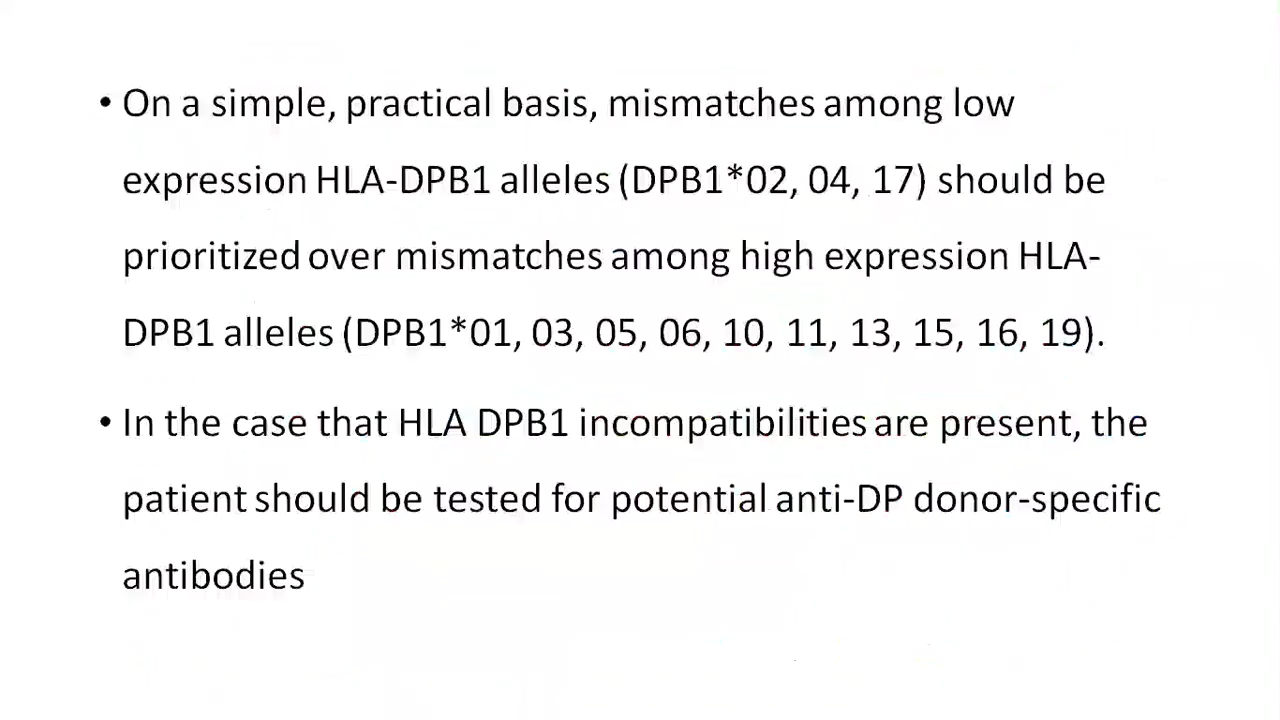 • On a simple, practical basis, mismatches among low
expression HLA-DPB1 alleles (DPB1*02, 04, 17) should be
prioritized over mismatches among high expression HLA-
DPB1 alleles (DPB1*01, 03, 05, 06, 10, 11, 13, 15, 16, 19).
• In the case that HLA DPB1 incompatibilities are present, the
patient should be tested for potential anti-DP donor-specific
antibodies